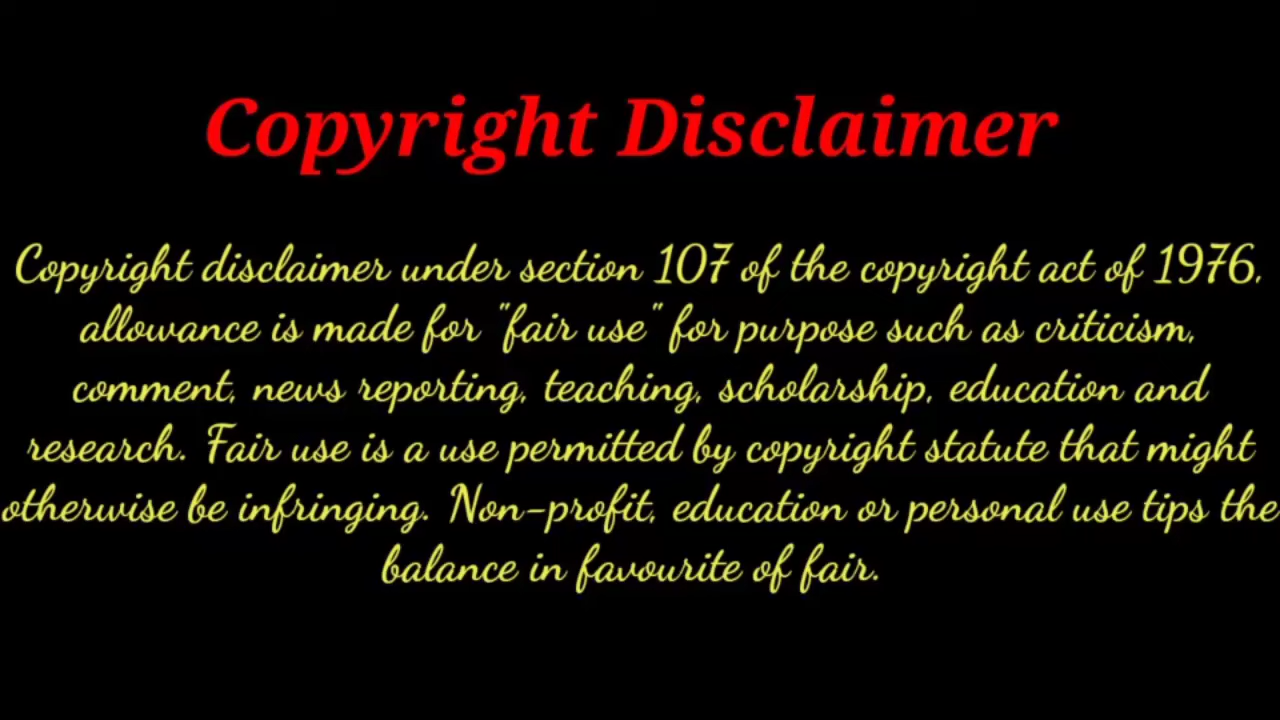 Copyright Disclaimer
Copyright disclaimer under section 107 of the copyright act of 1976,
allowance is made for "fair use" for purpose such as criticism,
comment, news reporting, teaching, scholarship, education and
research. Fair use is a use permitted by copyright statute that might
otherwise be infringing. Non-profit, education or personal use tips the
balance in favourite of fair.